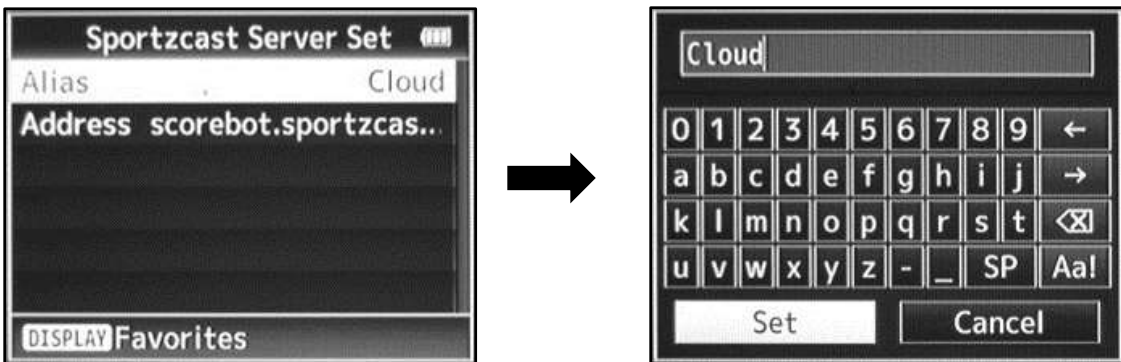 Sportzcast Server Set
Alias Cloud
Address scorebot.sportzcas..
DISPLAY Favorites
Cloud
0 1 2 3 4 5 6 7 8 9 ←
a b c d e f g h i j →
k l m n o p q r s t ⌫
u v w x y z - _ SP Aa!
Set Cancel